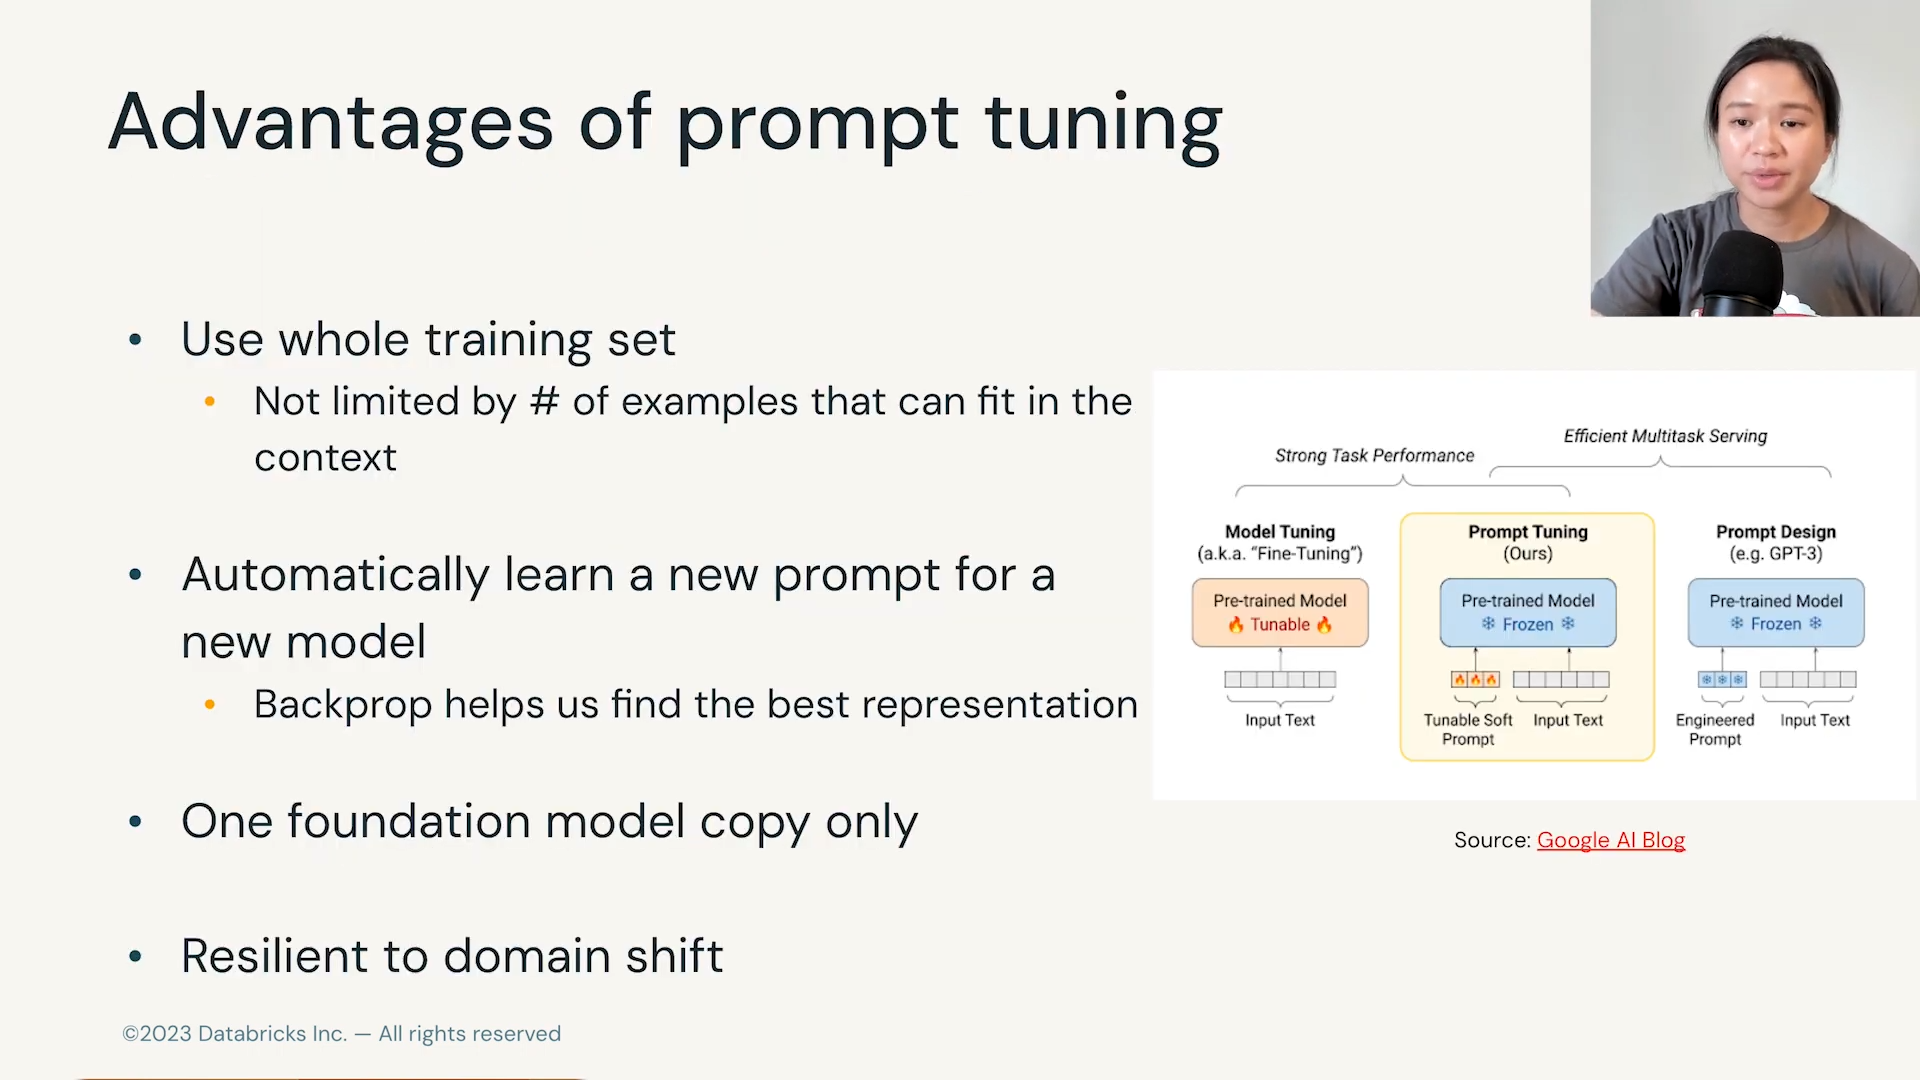 Advantages of prompt tuning
• Use whole training set
• Not limited by # of examples that can fit in the
context
• Automatically learn a new prompt for a
new model
• Backprop helps us find the best representation
• One foundation model copy only
• Resilient to domain shift
Efficient Multitask Serving
Strong Task Performance
Model Tuning
(a.k.a. “Fine-Tuning”)
Pre-trained Model
🔥 Tunable 🔥
Input Text
Prompt Tuning
(Ours)
Pre-trained Model
❄ Frozen ❄
Tunable Soft
Prompt
Input Text
Prompt Design
(e.g. GPT-3)
Pre-trained Model
❄ Frozen ❄
Engineered
Prompt
Input Text
Source: Google AI Blog
©2023 Databricks Inc. — All rights reserved